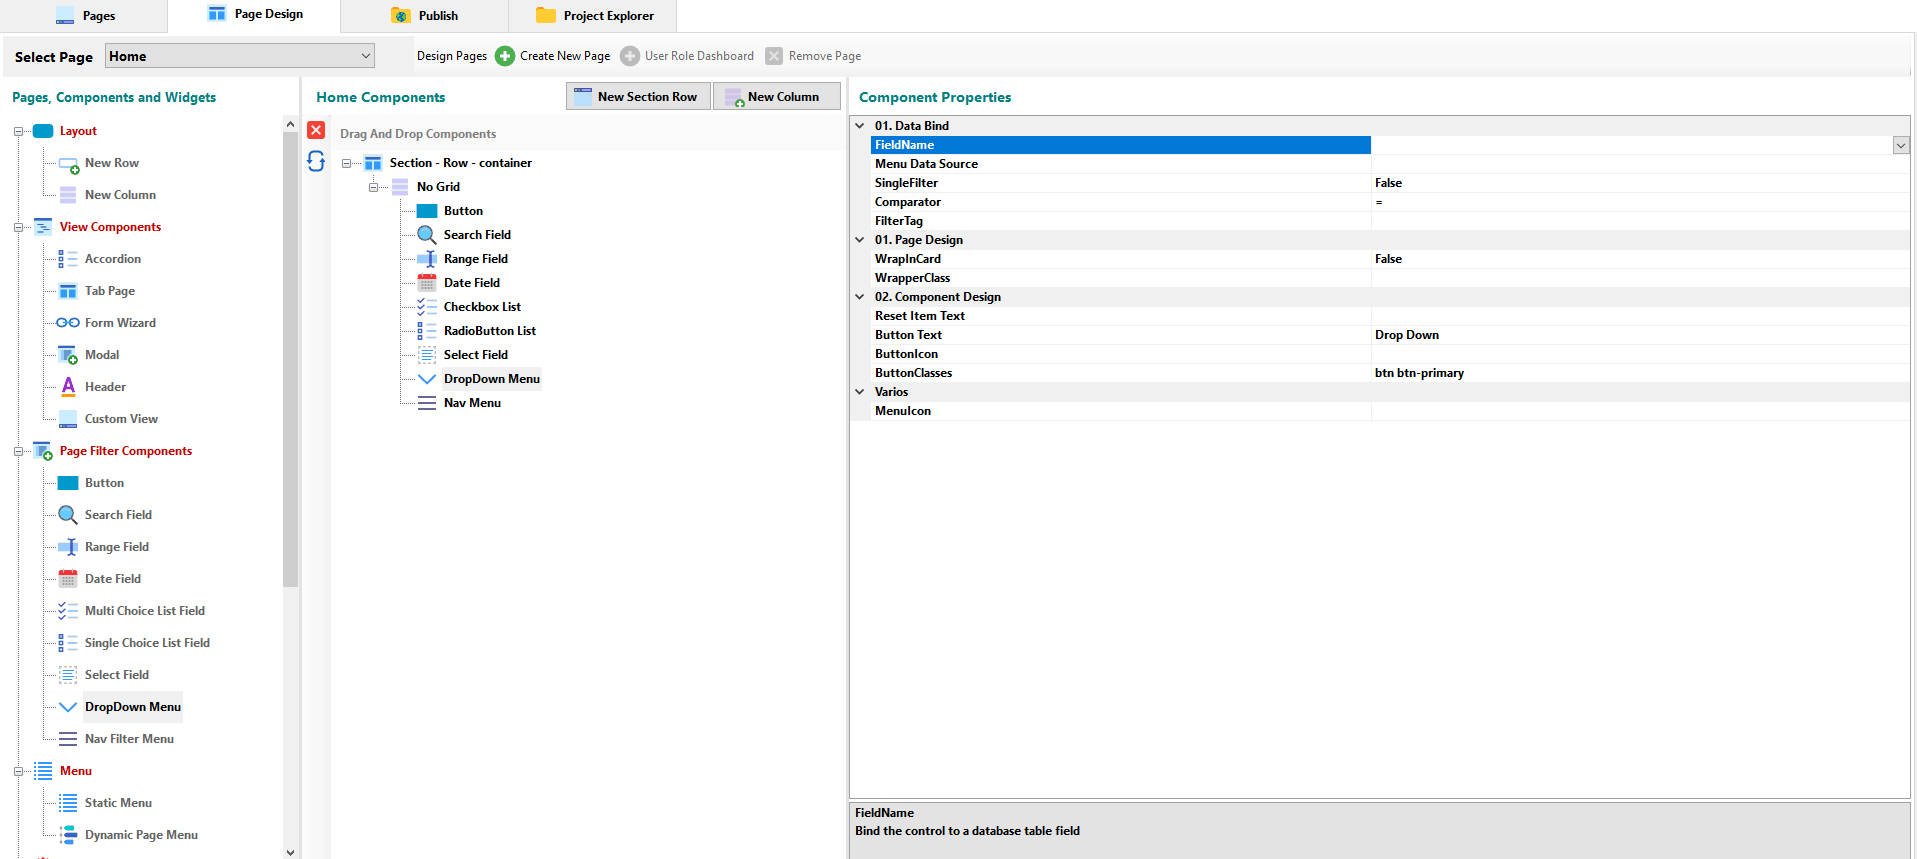 Pages
Page Design
Publish
Project Explorer
Select Page
Home
Design Pages
Create New Page
User Role Dashboard
Remove Page
Pages, Components and Widgets
Layout
New Row
New Column
View Components
Accordion
Tab Page
Form Wizard
Modal
Header
Custom View
Page Filter Components
Button
Search Field
Range Field
Date Field
Multi Choice List Field
Single Choice List Field
Select Field
DropDown Menu
Nav Filter Menu
Menu
Static Menu
Dynamic Page Menu
Home Components
New Section Row
New Column
Drag And Drop Components
Section - Row - container
No Grid
Button
Search Field
Range Field
Date Field
Checkbox List
RadioButton List
Select Field
DropDown Menu
Nav Menu
Component Properties
01. Data Bind
FieldName
Menu Data Source
SingleFilter False
Comparator =
FilterTag
01. Page Design
WrapInCard False
WrapperClass
02. Component Design
Reset Item Text
Button Text Drop Down
ButtonIcon
ButtonClasses btn btn-primary
Varios
MenuIcon
FieldName
Bind the control to a database table field